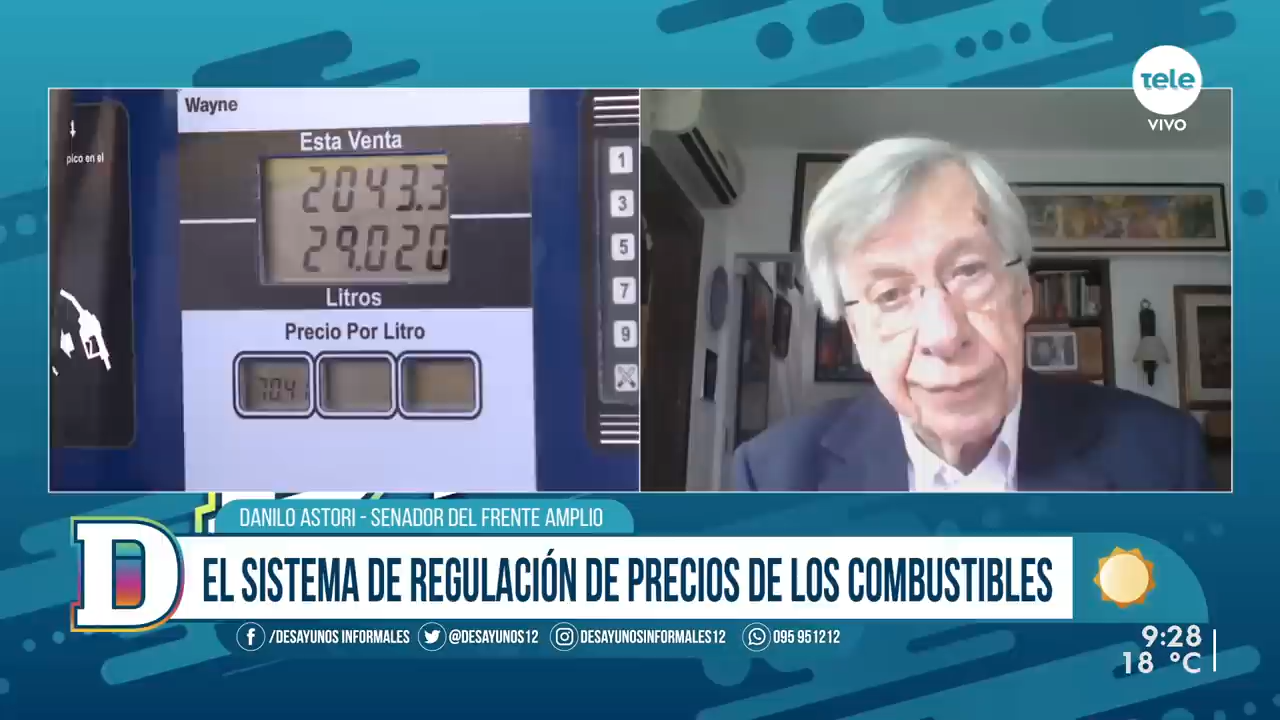 tele
VIVO
pico en el
Wayne
Esta Venta
2043.3
29.020
Litros
Precio Por Litro
7041
1
3
5
7
9
DANILO ASTORI - SENADOR DEL FRENTE AMPLIO
D
EL SISTEMA DE REGULACIÓN DE PRECIOS DE LOS COMBUSTIBLES
/DESAYUNOS INFORMALES @DESAYUNOS12 DESAYUNOSINFORMALES12 095 951212
9:28
18 °C